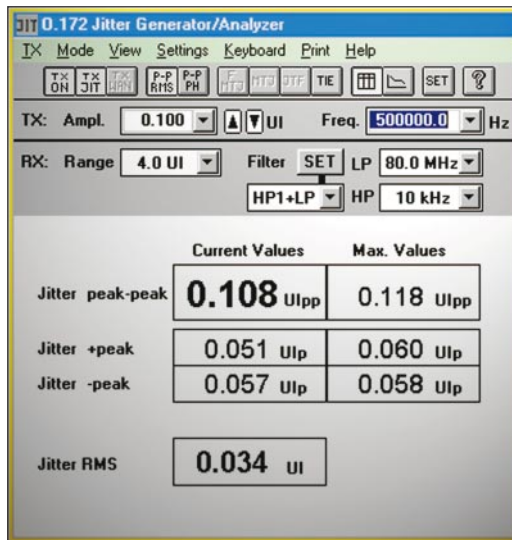 JIT O.172 Jitter Generator/Analyzer
TX Mode View Settings Keyboard Print Help
TX ON TX JIT TX WAN P-P RMS P-P PH F MTJ MTJ JTF TIE SET ?
TX: Ampl. 0.100 UI Freq. 500000.0 Hz
RX: Range 4.0 UI Filter SET LP 80.0 MHz
HP1+LP HP 10 kHz
Current Values Max. Values
Jitter peak-peak 0.108 UIpp 0.118 UIpp
Jitter +peak 0.051 UIp 0.060 UIp
Jitter -peak 0.057 UIp 0.058 UIp
Jitter RMS 0.034 UI